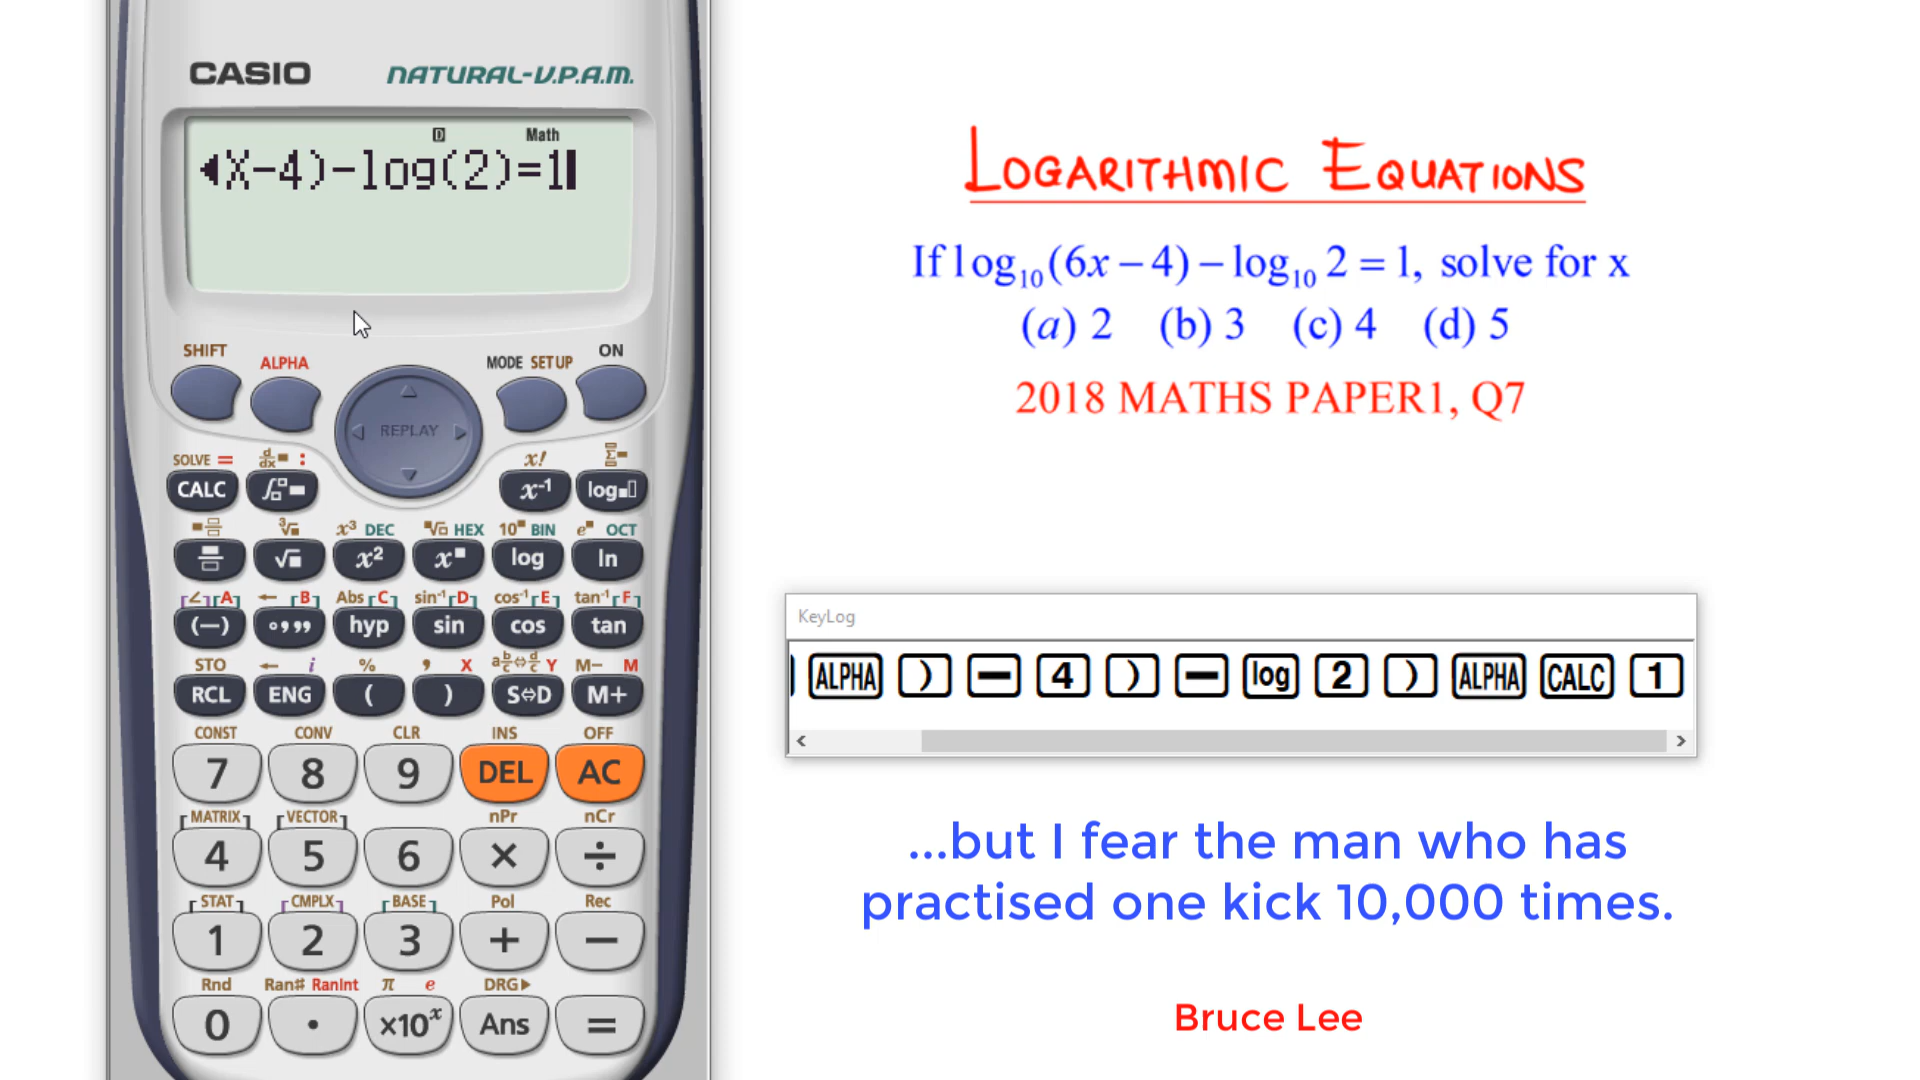 CASIO NATURAL-V.P.A.M.
D Math
◀X−4)−log(2)=1
SHIFT ALPHA MODE SETUP ON
REPLAY
SOLVE = d/dx■ : x! Σ■
CALC ∫■ x⁻¹ log■□
■■/□ ³√■ x³ DEC ■√□ HEX 10■ BIN e■ OCT
■/□ √■ x² x■ log ln
∠ A ← B Abs C sin⁻¹ D cos⁻¹ E tan⁻¹ F
(−) °,,, hyp sin cos tan
STO ← i % , X a b/c⇔d/c Y M− M
RCL ENG ( ) S⇔D M+
CONST CONV CLR INS OFF
7 8 9 DEL AC
MATRIX VECTOR nPr nCr
4 5 6 × ÷
STAT CMPLX BASE Pol Rec
1 2 3 + −
Rnd Ran# RanInt π e DRG▶
0 . ×10ˣ Ans =
LOGARITHMIC EQUATIONS
If log₁₀(6x − 4) − log₁₀ 2 = 1, solve for x
(a) 2 (b) 3 (c) 4 (d) 5
2018 MATHS PAPER1, Q7
KeyLog
ALPHA ) − 4 ) − log 2 ) ALPHA CALC 1
...but I fear the man who has
practised one kick 10,000 times.
Bruce Lee